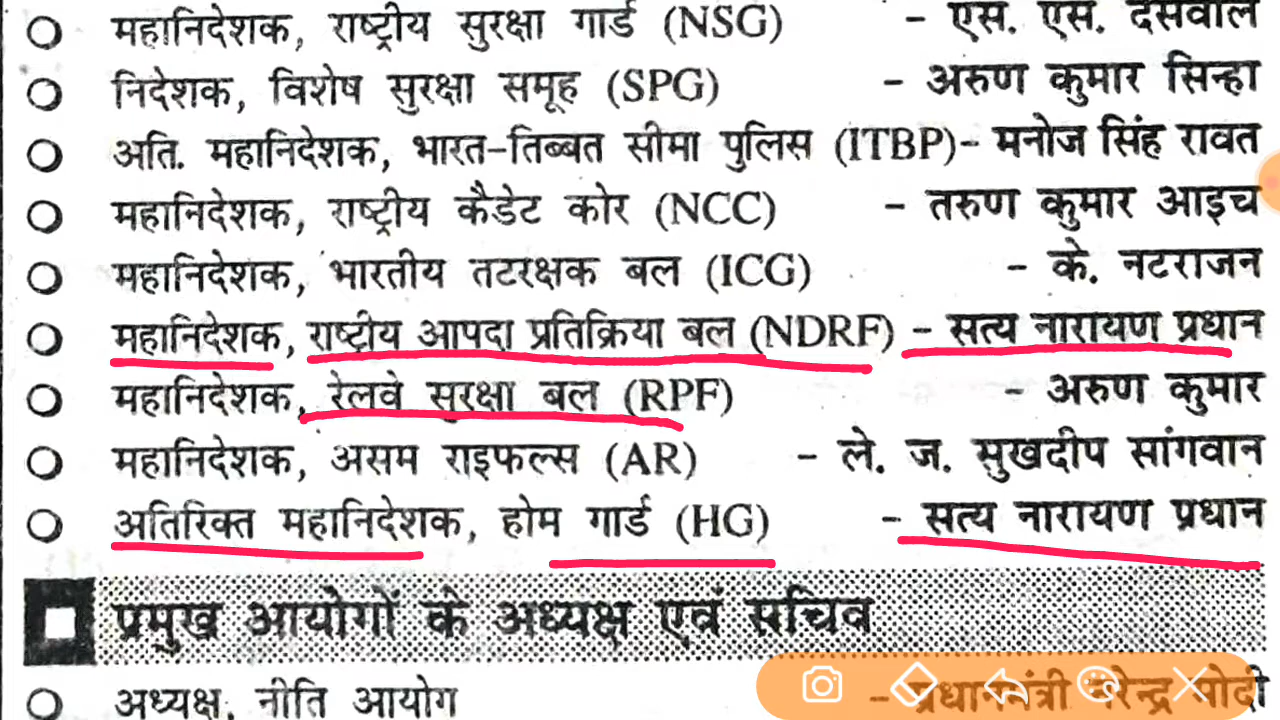 महानिदेशक, राष्ट्रीय सुरक्षा गार्ड (NSG) - एस. एस. देसवाल
निदेशक, विशेष सुरक्षा समूह (SPG) - अरुण कुमार सिन्हा
अति. महानिदेशक, भारत-तिब्बत सीमा पुलिस (ITBP)- मनोज सिंह रावत
महानिदेशक, राष्ट्रीय कैडेट कोर (NCC) - तरुण कुमार आइच
महानिदेशक, भारतीय तटरक्षक बल (ICG) - के. नटराजन
महानिदेशक, राष्ट्रीय आपदा प्रतिक्रिया बल (NDRF) - सत्य नारायण प्रधान
महानिदेशक, रेलवे सुरक्षा बल (RPF) - अरुण कुमार
महानिदेशक, असम राइफल्स (AR) - ले. ज. सुखदीप सांगवान
अतिरिक्त महानिदेशक, होम गार्ड (HG) - सत्य नारायण प्रधान
प्रमुख आयोगों के अध्यक्ष एवं सचिव
अध्यक्ष, नीति आयोग - प्रधानमंत्री नरेन्द्र मोदी